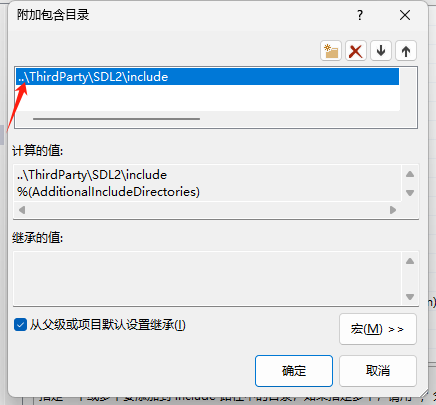 附加包含目录
..\ThirdParty\SDL2\include
计算的值:
..\ThirdParty\SDL2\include
%(AdditionalIncludeDirectories)
继承的值:
从父级或项目默认设置继承(I)
宏(M) >>
确定
取消